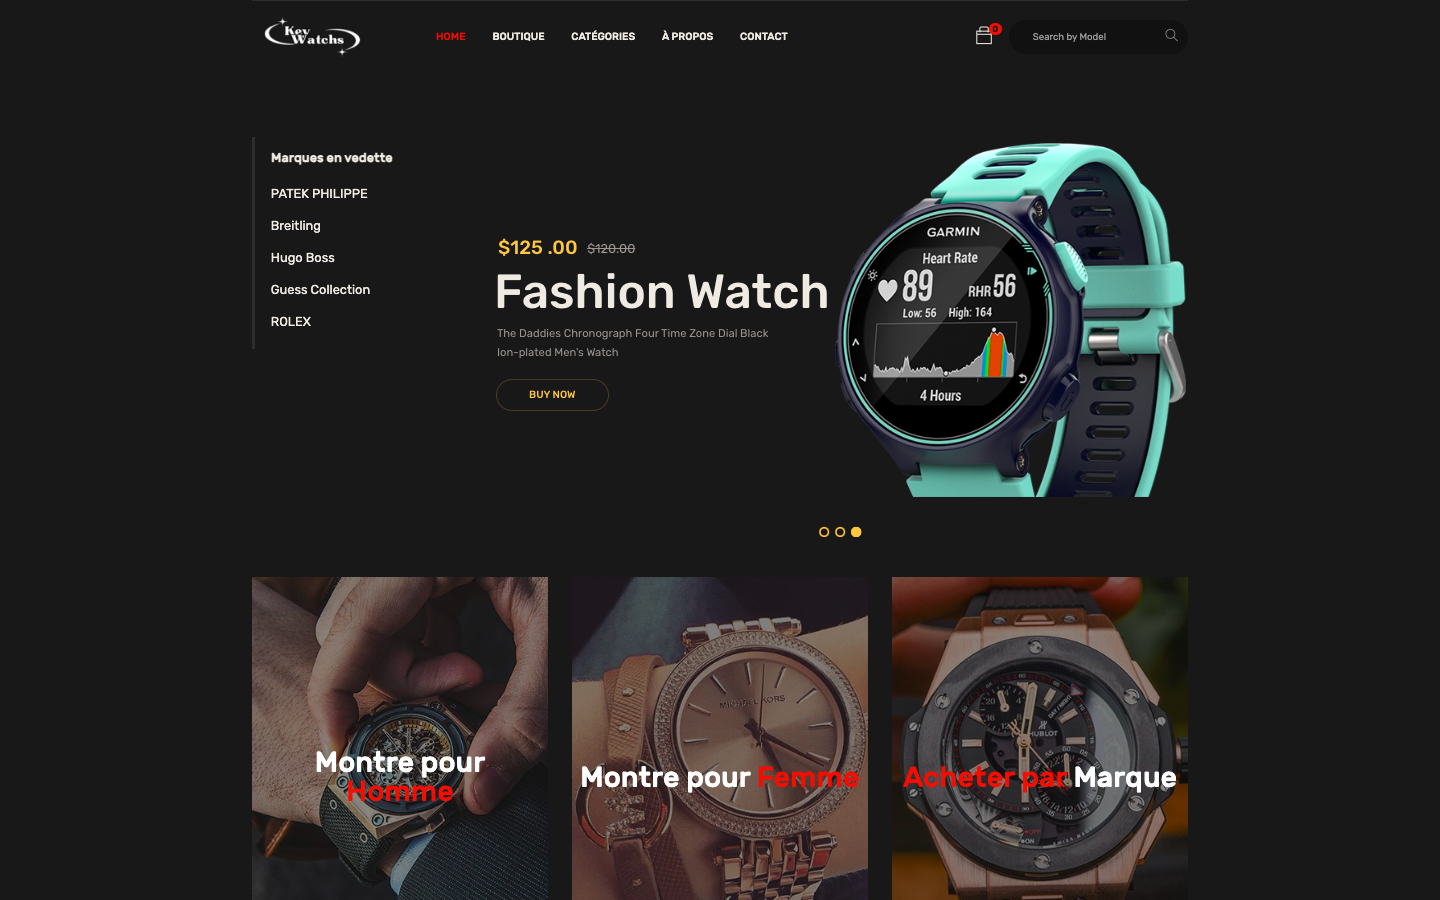 Key
Watchs
HOME
BOUTIQUE
CATÉGORIES
À PROPOS
CONTACT
0
Search by Model
Marques en vedette
PATEK PHILIPPE
Breitling
Hugo Boss
Guess Collection
ROLEX
$125 .00 $120.00
Fashion Watch
The Daddies Chronograph Four Time Zone Dial Black
Ion-plated Men's Watch
BUY NOW
GARMIN
Heart Rate
89 RHR 56
Low: 56 High: 164
4 Hours
Montre pour
Homme
MICHAEL KORS
Montre pour Femme
HUBLOT
Acheter par Marque